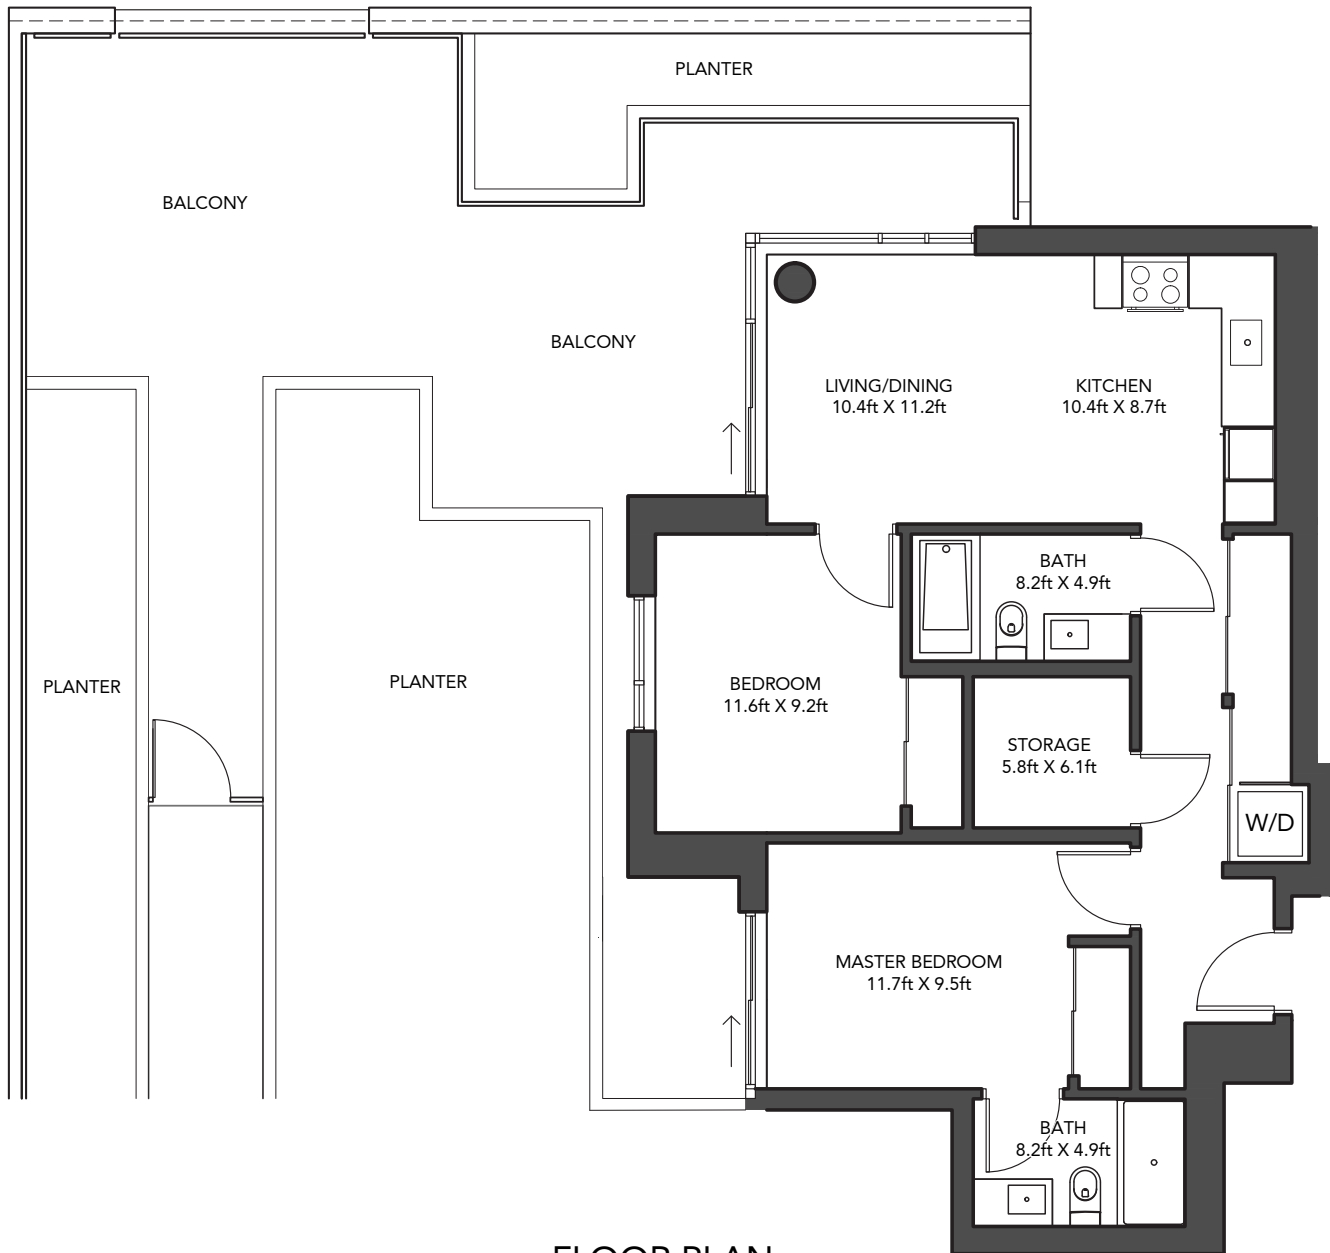 PLANTER
BALCONY
BALCONY
LIVING/DINING
10.4ft X 11.2ft
KITCHEN
10.4ft X 8.7ft
BATH
8.2ft X 4.9ft
PLANTER
PLANTER
BEDROOM
11.6ft X 9.2ft
STORAGE
5.8ft X 6.1ft
W/D
MASTER BEDROOM
11.7ft X 9.5ft
BATH
8.2ft X 4.9ft
FLOOR PLAN